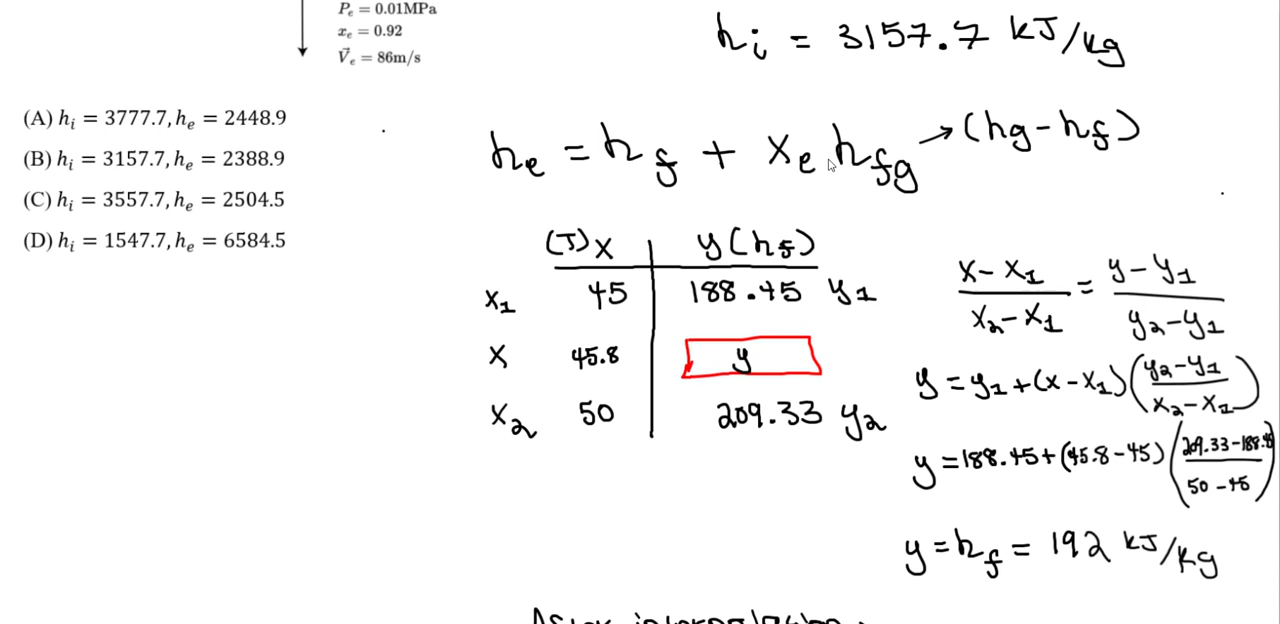 P_e = 0.01MPa
x_e = 0.92
V⃗_e = 86m/s
h_i = 3157.7 kJ/kg
(A) h_i = 3777.7, h_e = 2448.9
(B) h_i = 3157.7, h_e = 2388.9
(C) h_i = 3557.7, h_e = 2504.5
(D) h_i = 1547.7, h_e = 6584.5
h_e = h_f + x_e h_fg → (hg - hf)
(T) x | y (hf)
x_1 45 | 188.45 y_1
x 45.8 | y
x_2 50 | 209.33 y_2
(x - x_1)/(x_2 - x_1) = (y - y_1)/(y_2 - y_1)
y = y_1 + (x - x_1) ((y_2 - y_1)/(x_2 - x_1))
y = 188.45 + (45.8 - 45) ((209.33 - 188.45)/(50 - 45))
y = h_f = 192 kJ/kg